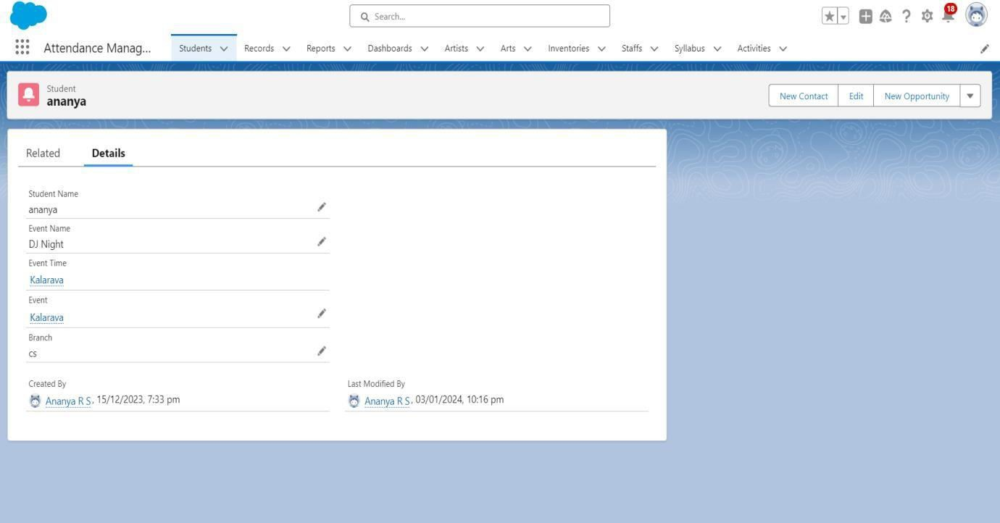 Search...
18
Attendance Manag...
Students
Records
Reports
Dashboards
Artists
Arts
Inventories
Staffs
Syllabus
Activities
Student
ananya
New Contact
Edit
New Opportunity
Related
Details
Student Name
ananya
Event Name
DJ Night
Event Time
Kalarava
Event
Kalarava
Branch
cs
Created By
Ananya R S, 15/12/2023, 7:33 pm
Last Modified By
Ananya R S, 03/01/2024, 10:16 pm